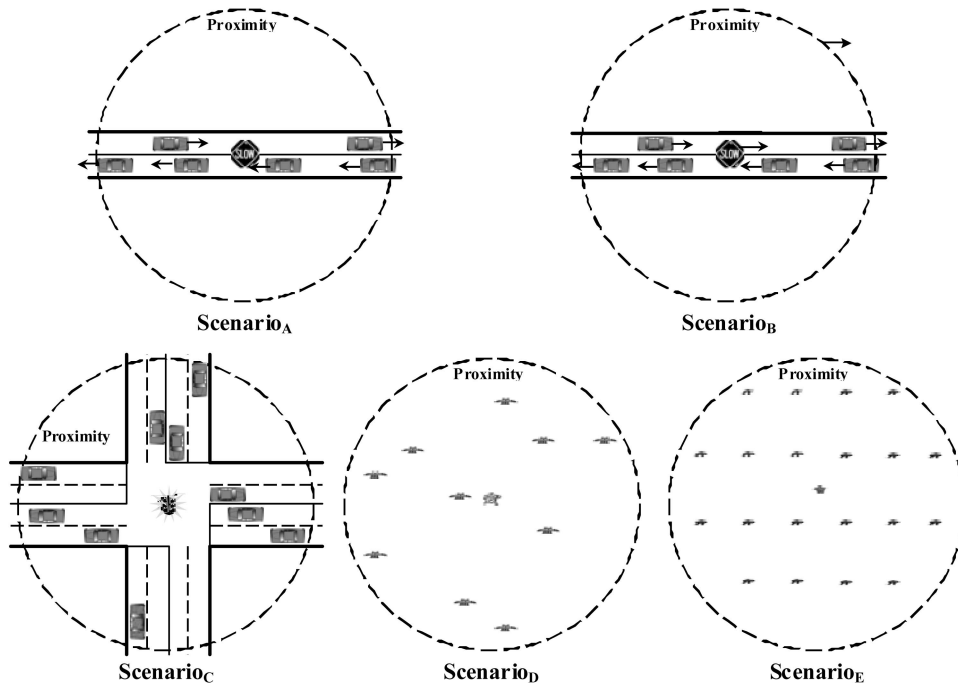 Proximity
Proximity
SLOW
SLOW
Scenario_A
Scenario_B
Proximity
Proximity
Proximity
Scenario_C
Scenario_D
Scenario_E